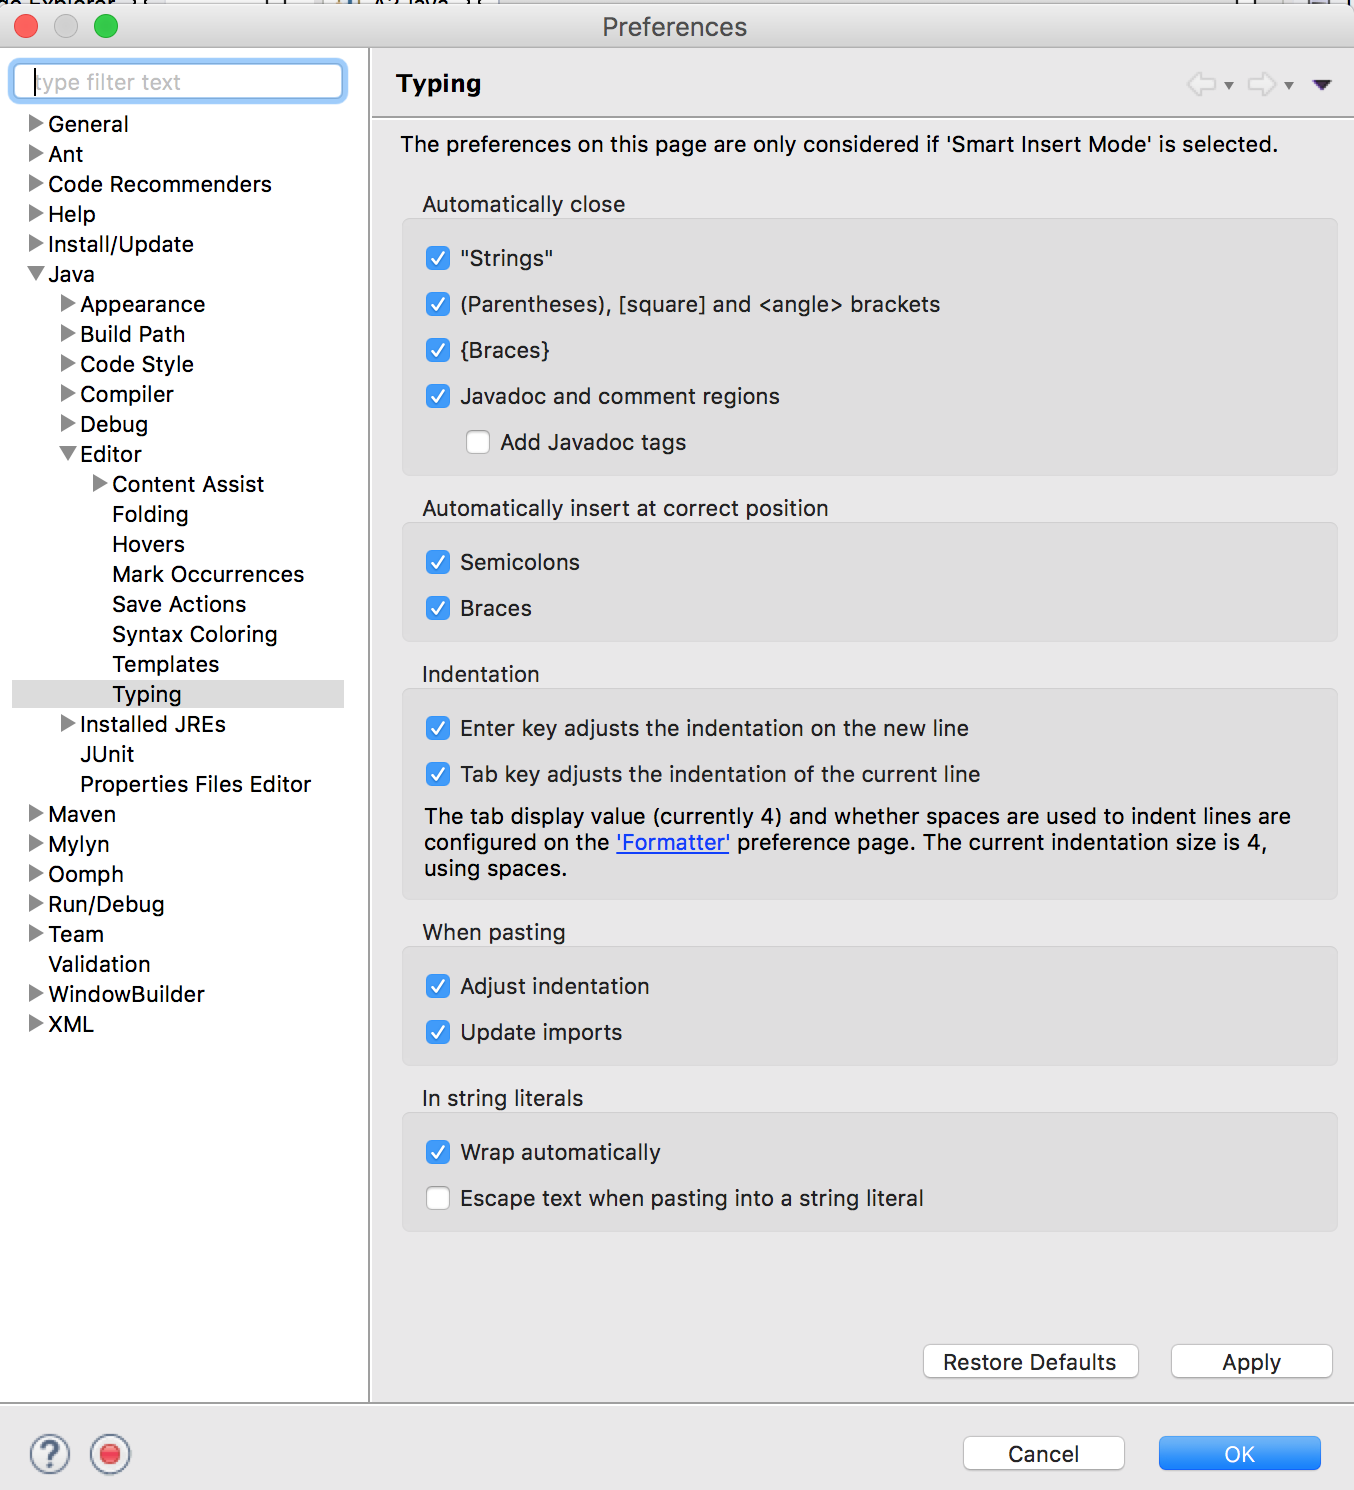 Preferences
type filter text
General
Ant
Code Recommenders
Help
Install/Update
Java
Appearance
Build Path
Code Style
Compiler
Debug
Editor
Content Assist
Folding
Hovers
Mark Occurrences
Save Actions
Syntax Coloring
Templates
Typing
Installed JREs
JUnit
Properties Files Editor
Maven
Mylyn
Oomph
Run/Debug
Team
Validation
WindowBuilder
XML
Typing
The preferences on this page are only considered if 'Smart Insert Mode' is selected.
Automatically close
"Strings"
(Parentheses), [square] and <angle> brackets
{Braces}
Javadoc and comment regions
Add Javadoc tags
Automatically insert at correct position
Semicolons
Braces
Indentation
Enter key adjusts the indentation on the new line
Tab key adjusts the indentation of the current line
The tab display value (currently 4) and whether spaces are used to indent lines are
configured on the 'Formatter' preference page. The current indentation size is 4,
using spaces.
When pasting
Adjust indentation
Update imports
In string literals
Wrap automatically
Escape text when pasting into a string literal
Restore Defaults
Apply
?
Cancel
OK